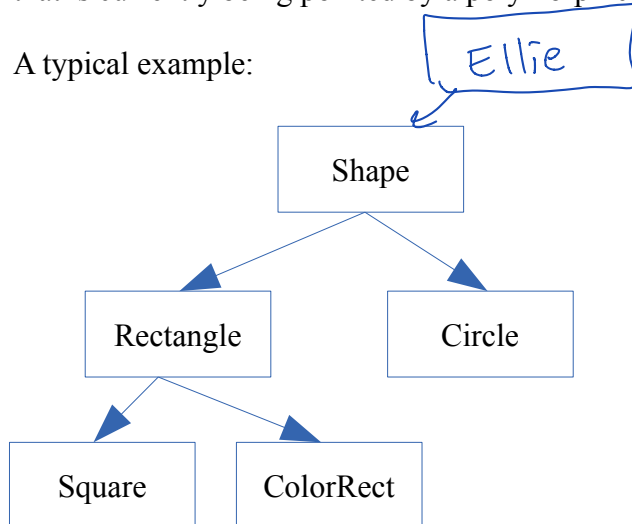 A typical example:
Ellie
Shape
Rectangle Circle
Square ColorRect